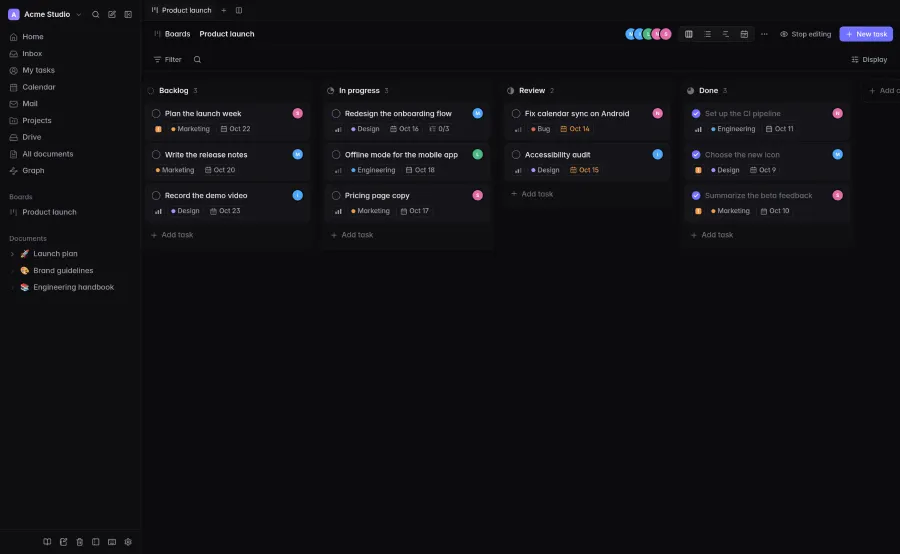 A Acme Studio
Product launch
Boards Product launch
Stop editing
New task
Home
Inbox
My tasks
Calendar
Mail
Projects
Drive
All documents
Graph
Boards
Product launch
Documents
Launch plan
Brand guidelines
Engineering handbook
Filter
Display
Backlog 3
Plan the launch week
Marketing Oct 22
Write the release notes
Marketing Oct 20
Record the demo video
Design Oct 23
Add task
In progress 3
Redesign the onboarding flow
Design Oct 16 0/3
Offline mode for the mobile app
Engineering Oct 18
Pricing page copy
Marketing Oct 17
Add task
Review 2
Fix calendar sync on Android
Bug Oct 14
Accessibility audit
Design Oct 15
Add task
Done 3
Set up the CI pipeline
Engineering Oct 11
Choose the new icon
Design Oct 9
Summarize the beta feedback
Marketing Oct 10
Add task
Add